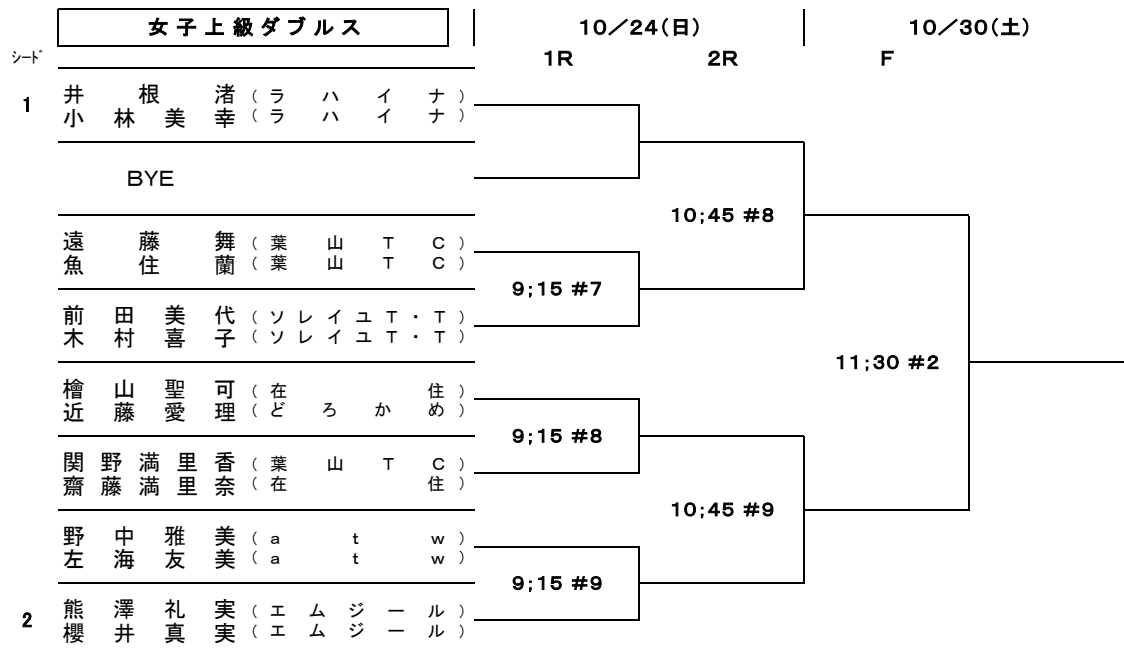 女子上級ダブルス 10/24(日) 10/30(土)
シード 1R 2R F
1 井根渚(ラハイナ)
小林美幸(ラハイナ)
BYE
10;45 #8
遠藤舞(葉山TC)
魚住蘭(葉山TC)
9;15 #7
前田美代(ソレイユT・T)
木村喜子(ソレイユT・T)
11;30 #2
檜山聖可(在住)
近藤愛理(どろかめ)
9;15 #8
関野満里香(葉山TC)
齋藤満里奈(在住)
10;45 #9
野中雅美(atw)
左海友美(atw)
9;15 #9
2 熊澤礼実(エムジール)
櫻井真実(エムジール)